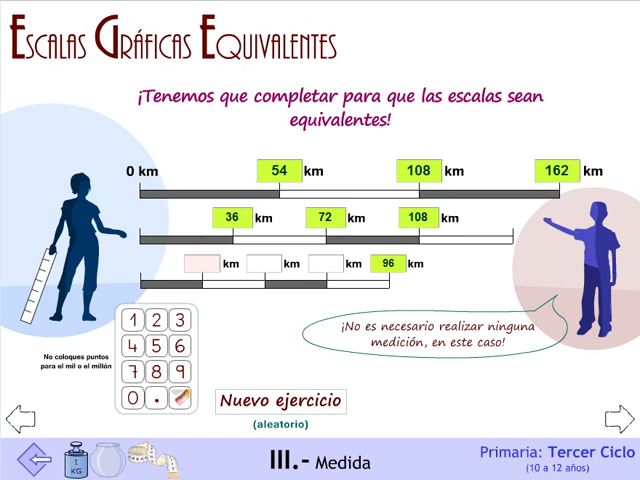 Escalas Gráficas Equivalentes
¡Tenemos que completar para que las escalas sean
equivalentes!
0 km 54 km 108 km 162 km
36 km 72 km 108 km
km km km 96 km
1 2 3
4 5 6
7 8 9
0 .
No coloques puntos
para el mil o el millón
¡No es necesario realizar ninguna
medición, en este caso!
Nuevo ejercicio
(aleatorio)
1
KG
III.- Medida
Primaria: Tercer Ciclo
(10 a 12 años)